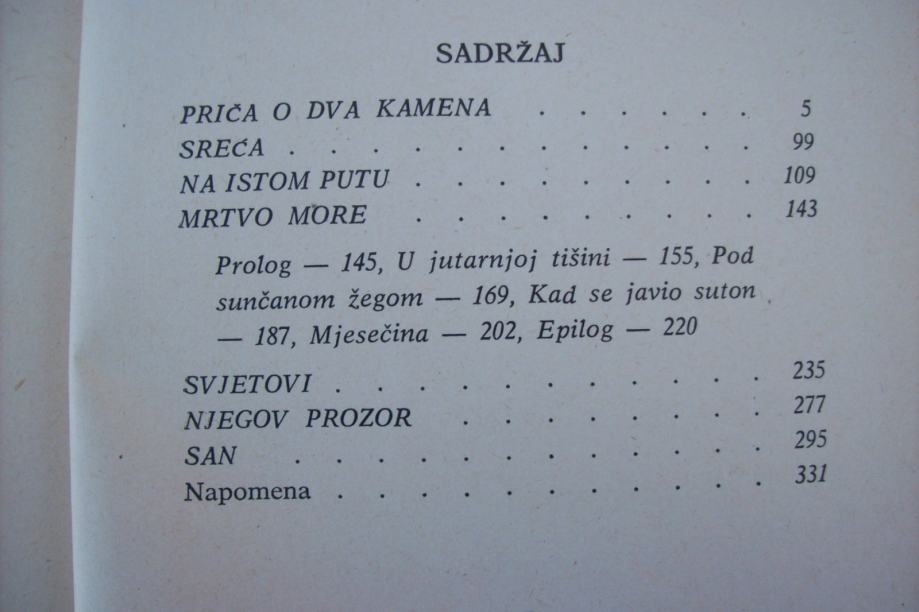 SADRŽAJ
PRIČA O DVA KAMENA . . . . . . 5
SREĆA . . . . . . . . . . . . 99
NA ISTOM PUTU . . . . . . . . . 109
MRTVO MORE . . . . . . . . . 143
Prolog — 145, U jutarnjoj tišini — 155, Pod
sunčanom žegom — 169, Kad se javio suton
— 187, Mjesečina — 202, Epilog — 220
SVJETOVI . . . . . . . . . . . 235
NJEGOV PROZOR . . . . . . . . 277
SAN . . . . . . . . . . . . 295
Napomena . . . . . . . . . . . 331